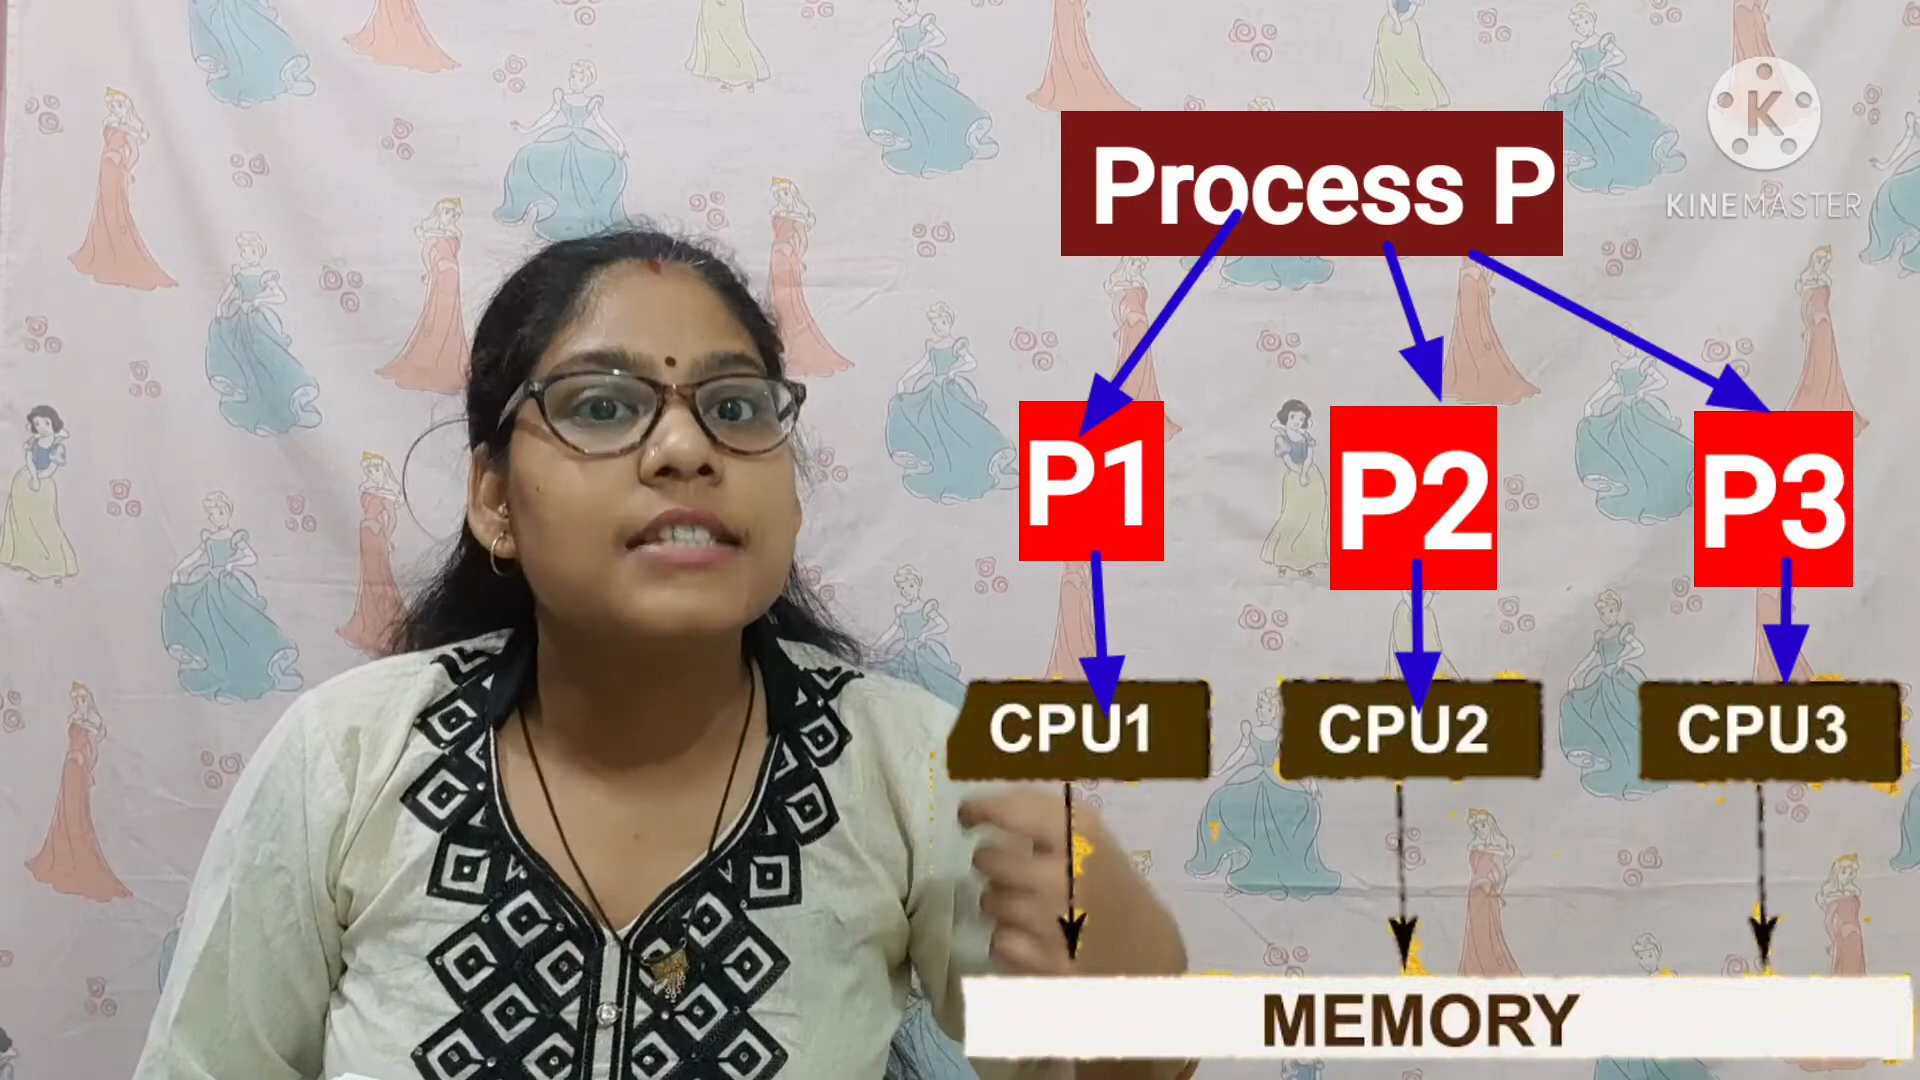 Process P
K
KINEMASTER
P1
P2
P3
CPU1
CPU2
CPU3
MEMORY